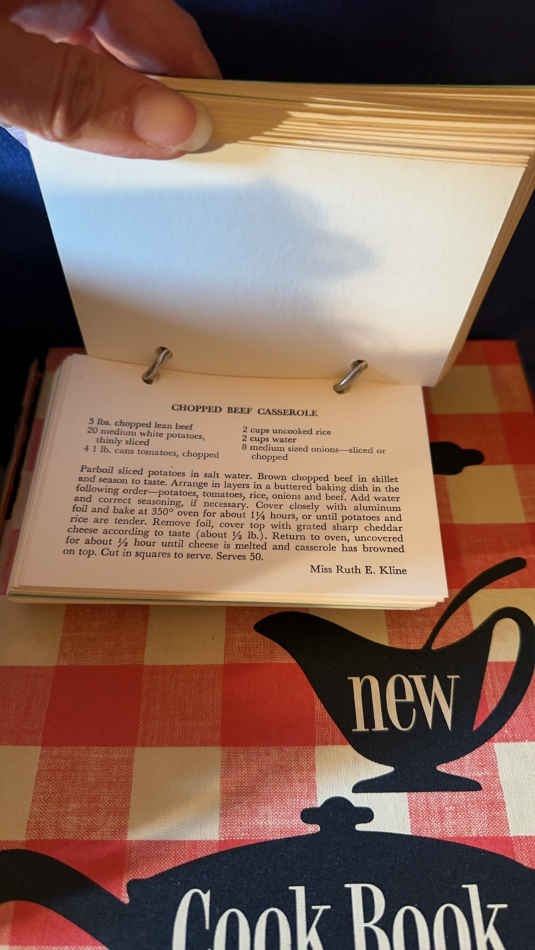 CHOPPED BEEF CASSEROLE
5 lbs. chopped lean beef
20 medium white potatoes,
thinly sliced
4 1 lb. cans tomatoes, chopped
2 cups uncooked rice
2 cups water
8 medium sized onions—sliced or
chopped
Parboil sliced potatoes in salt water. Brown chopped beef in skillet
and season to taste. Arrange in layers in a buttered baking dish in the
following order—potatoes, tomatoes, rice, onions and beef. Add water
and correct seasoning, if necessary. Cover closely with aluminum
foil and bake at 350° oven for about 1¼ hours, or until potatoes and
rice are tender. Remove foil, cover top with grated sharp cheddar
cheese according to taste (about ½ lb.). Return to oven, uncovered
for about ½ hour until cheese is melted and casserole has browned
on top. Cut in squares to serve. Serves 50.
Miss Ruth E. Kline
new
Cook Book